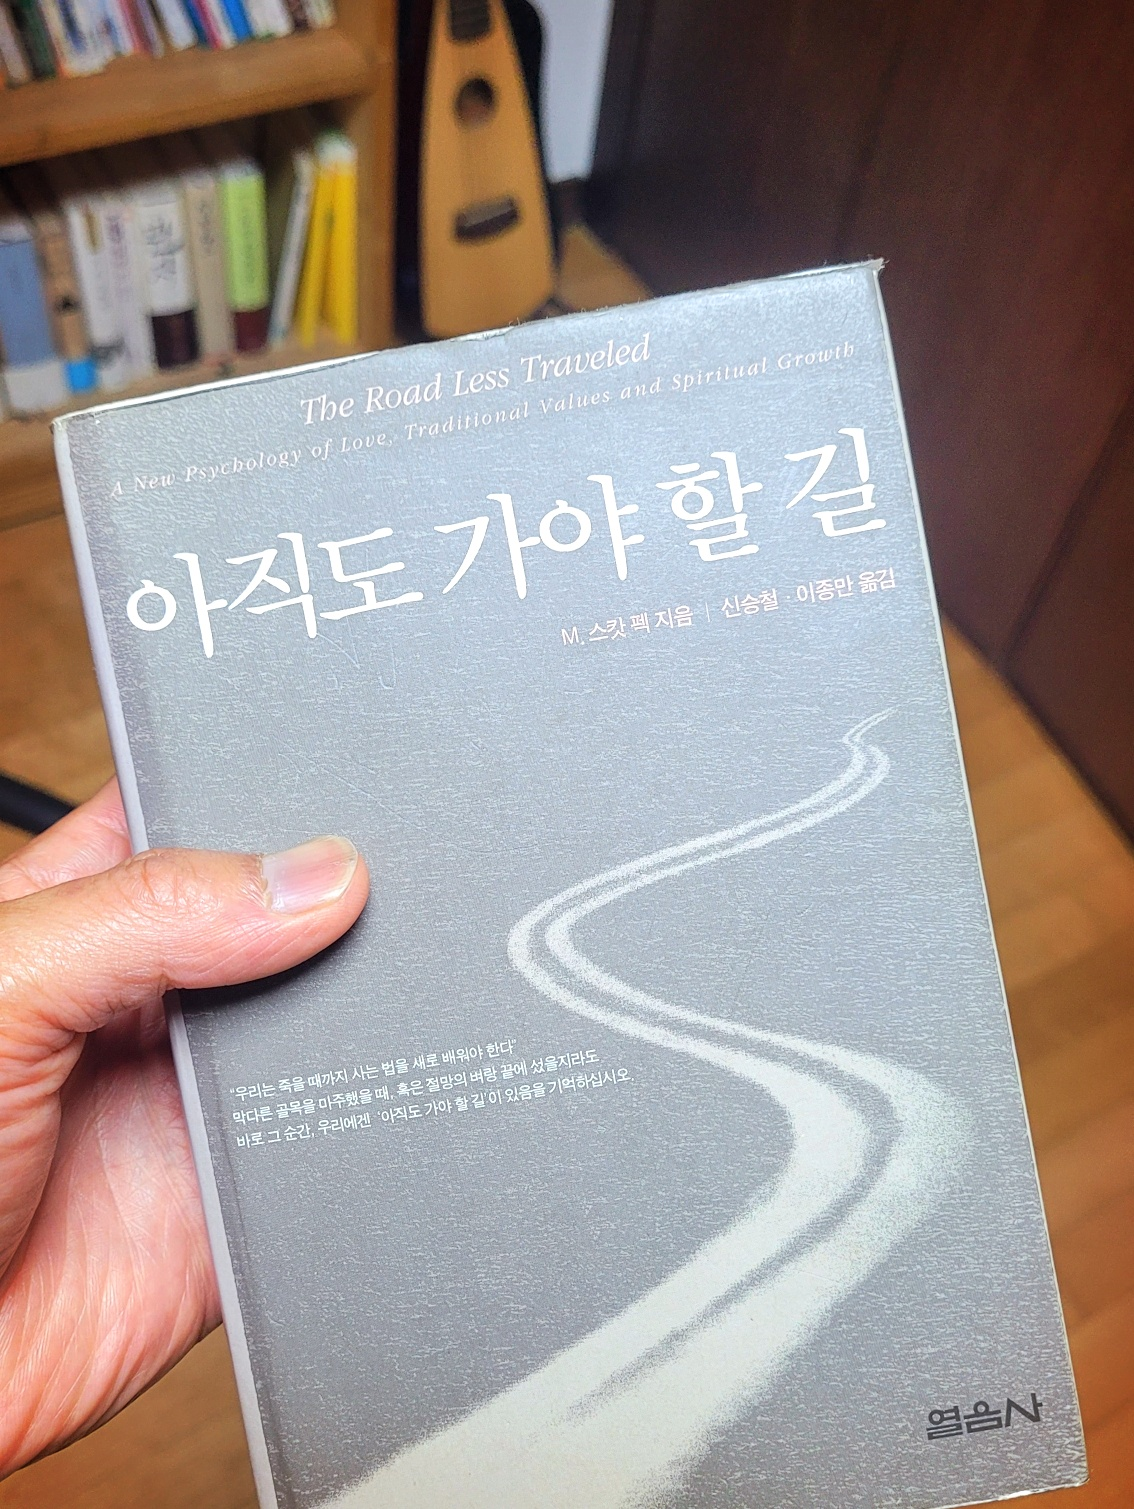 The Road Less Traveled
A New Psychology of Love, Traditional Values and Spiritual Growth
아직도 가야 할 길
M. 스캇 펙 지음 | 신승철 · 이종만 옮김
“우리는 죽을 때까지 사는 법을 새로 배워야 한다”
막다른 골목을 마주했을 때, 혹은 절망의 벼랑 끝에 섰을지라도
바로 그 순간, 우리에겐 ‘아직도 가야 할 길’이 있음을 기억하십시오.
열음사